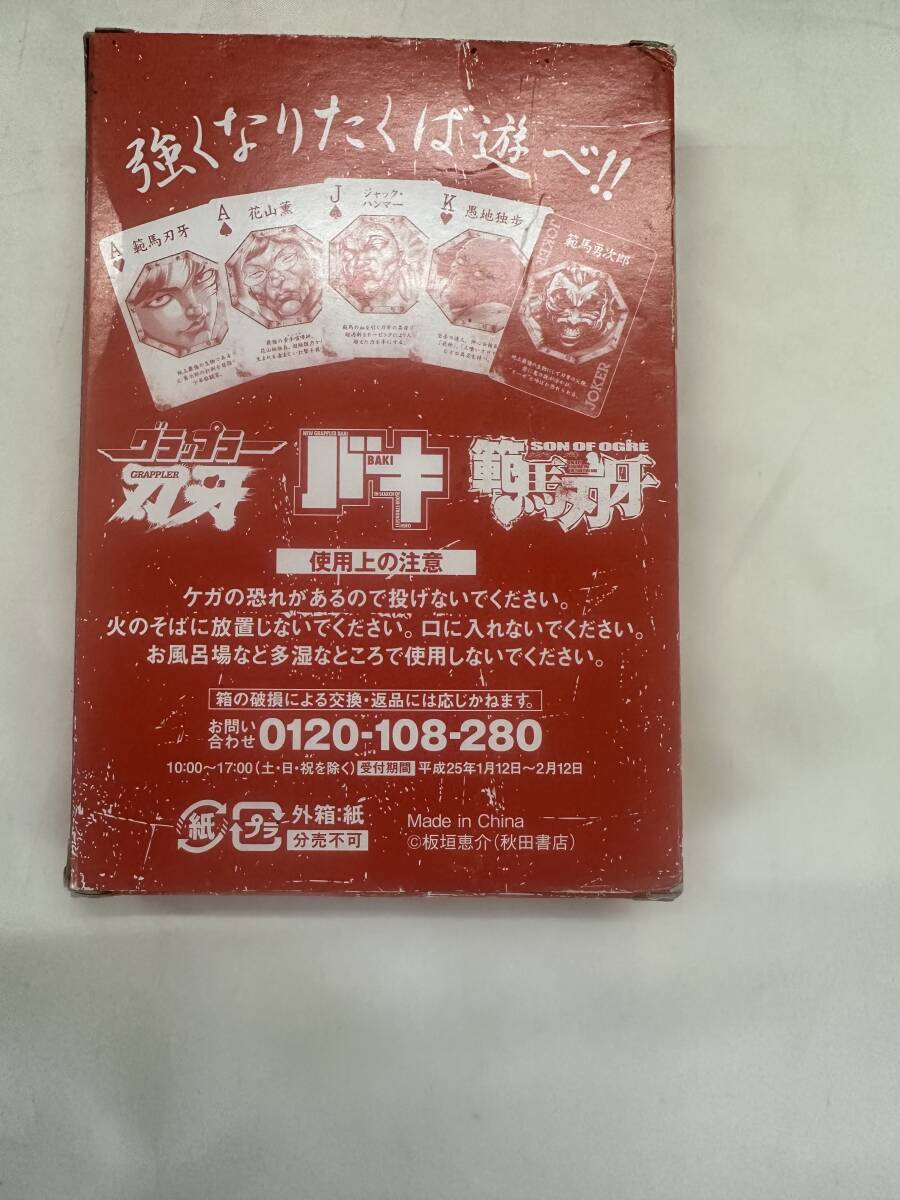 強くなりたくば遊べ!!
A 範馬刃牙
A 花山薫
J ジャック・
ハンマー
K 愚地独歩
JOKER 範馬勇次郎
JOKER
グラップラー
GRAPPLER
刃牙
NEW GRAPPLER BAKI
バキ
BAKI
SON OF OGRE
範馬刃牙
使用上の注意
ケガの恐れがあるので投げないでください。
火のそばに放置しないでください。口に入れないでください。
お風呂場など多湿なところで使用しないでください。
箱の破損による交換・返品には応じかねます。
お問い
合わせ 0120-108-280
10:00〜17:00(土・日・祝を除く) 受付期間 平成25年1月12日〜2月12日
紙 プラ 外箱:紙
分売不可
Made in China
©板垣恵介(秋田書店)